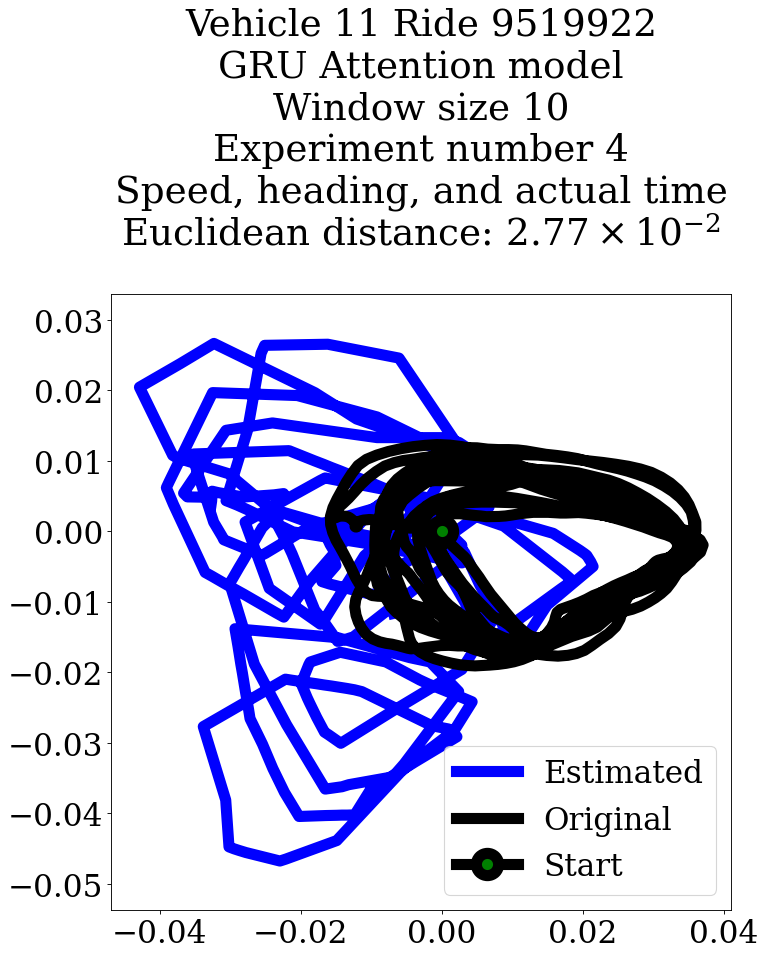 Vehicle 11 Ride 9519922
GRU Attention model
Window size 10
Experiment number 4
Speed, heading, and actual time
Euclidean distance: 2.77 × 10⁻²
0.03
0.02
0.01
0.00
−0.01
−0.02
−0.03
−0.04
−0.05
Estimated
Original
Start
−0.04 −0.02 0.00 0.02 0.04